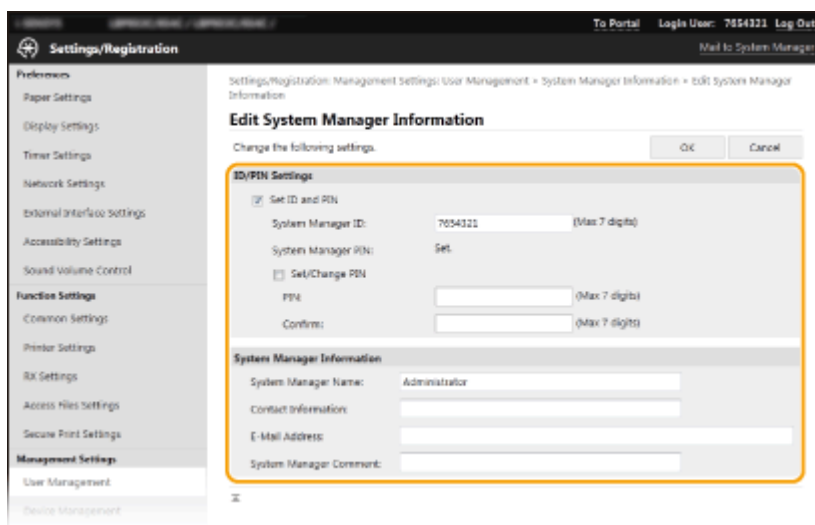 To Portal Login User: 7654321 Log Out
Settings/Registration
Mail to System Manager
Preferences
Paper Settings
Display Settings
Timer Settings
Network Settings
External Interface Settings
Accessibility Settings
Sound Volume Control
Function Settings
Common Settings
Printer Settings
RX Settings
Access Files Settings
Secure Print Settings
Management Settings
User Management
Device Management
Settings/Registration: Management Settings: User Management > System Manager Information > Edit System Manager
Information
Edit System Manager Information
Change the following settings.
OK Cancel
ID/PIN Settings
Set ID and PIN
System Manager ID: 7654321 (Max 7 digits)
System Manager PIN: Set.
Set/Change PIN
PIN: (Max 7 digits)
Confirm: (Max 7 digits)
System Manager Information
System Manager Name: Administrator
Contact Information:
E-Mail Address:
System Manager Comment: